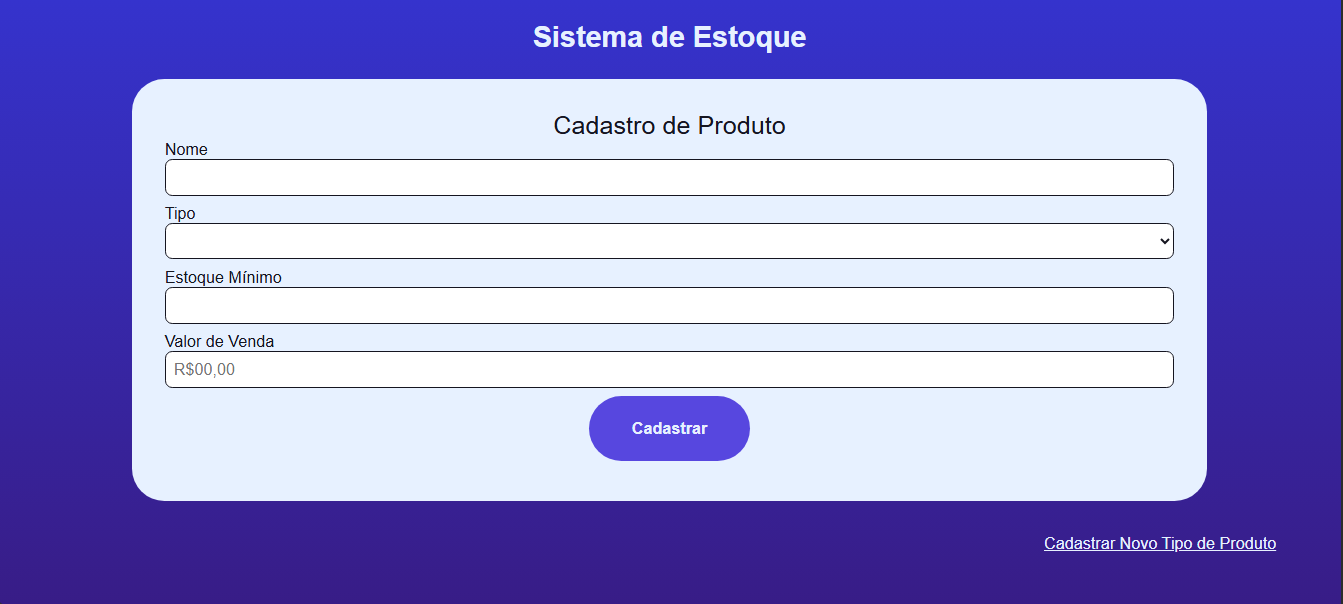 Sistema de Estoque
Cadastro de Produto
Nome
Tipo
Estoque Mínimo
Valor de Venda
R$00,00
Cadastrar
Cadastrar Novo Tipo de Produto